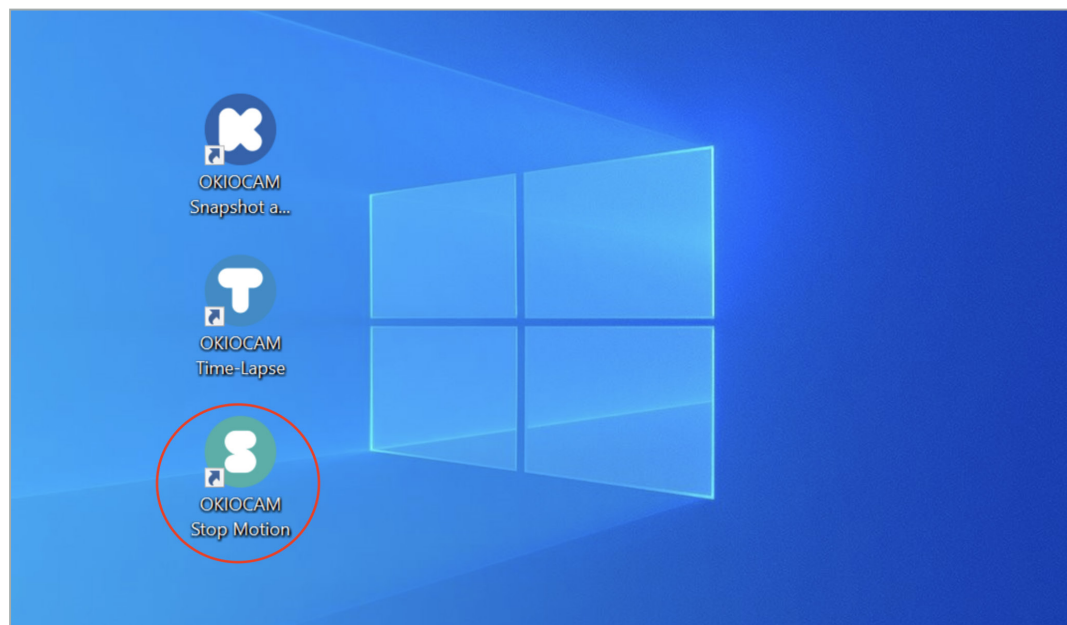 K
OKIOCAM
Snapshot a...
T
OKIOCAM
Time-Lapse
S
OKIOCAM
Stop Motion